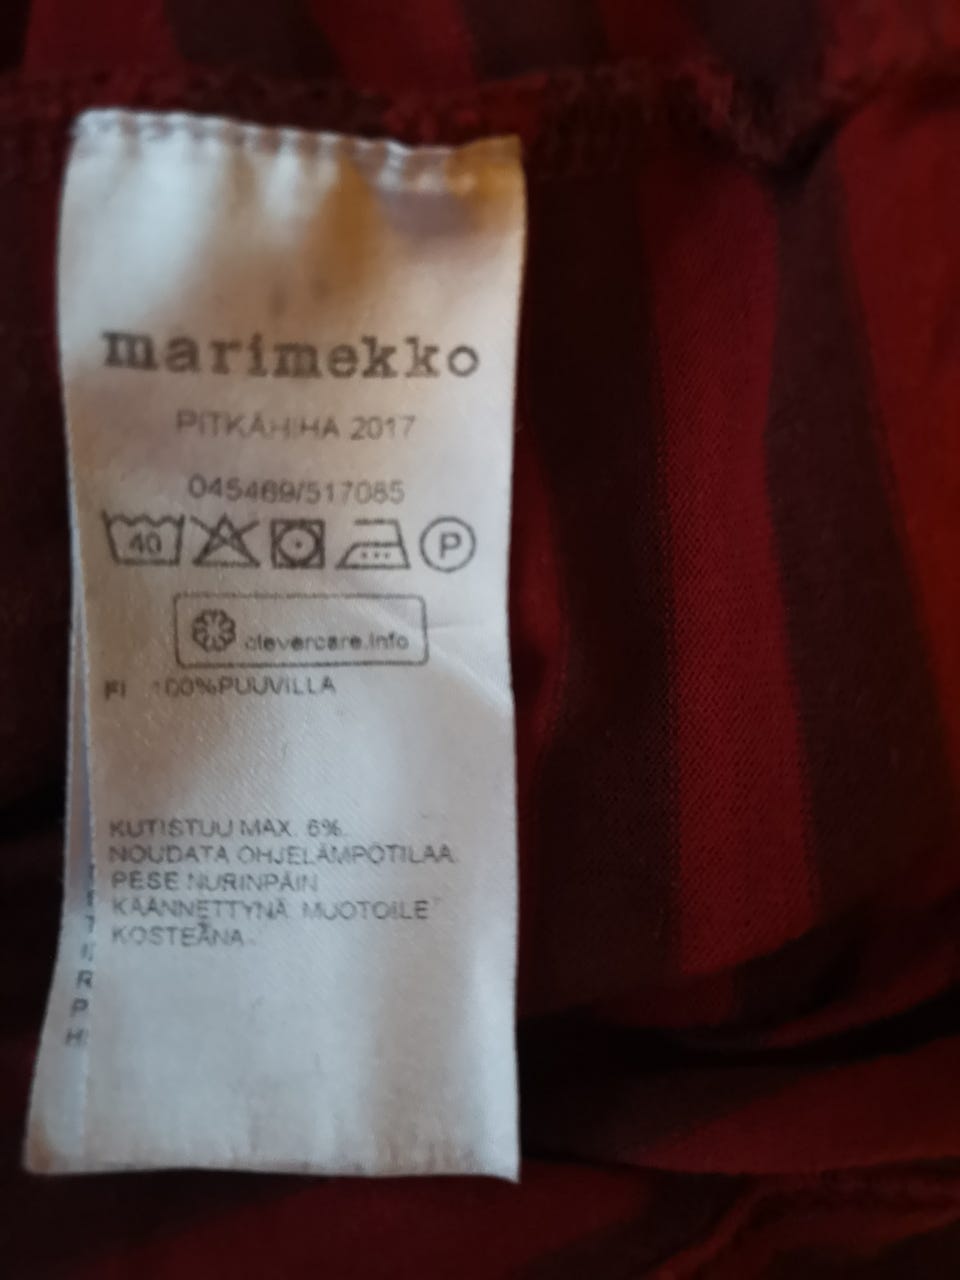 marimekko
PITKÄHIHA 2017
045469/517085
40 P
clevercare.info
FI 100%PUUVILLA
KUTISTUU MAX. 6%.
NOUDATA OHJELÄMPÖTILAA.
PESE NURINPÄIN
KÄÄNNETTYNÄ. MUOTOILE
KOSTEANA.